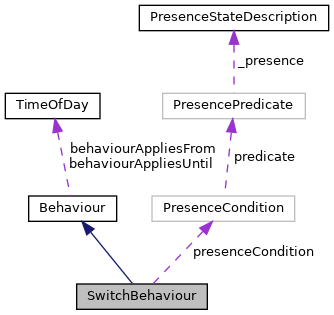 PresenceStateDescription
_presence
TimeOfDay
PresencePredicate
behaviourAppliesFrom
behaviourAppliesUntil
predicate
Behaviour
PresenceCondition
presenceCondition
SwitchBehaviour